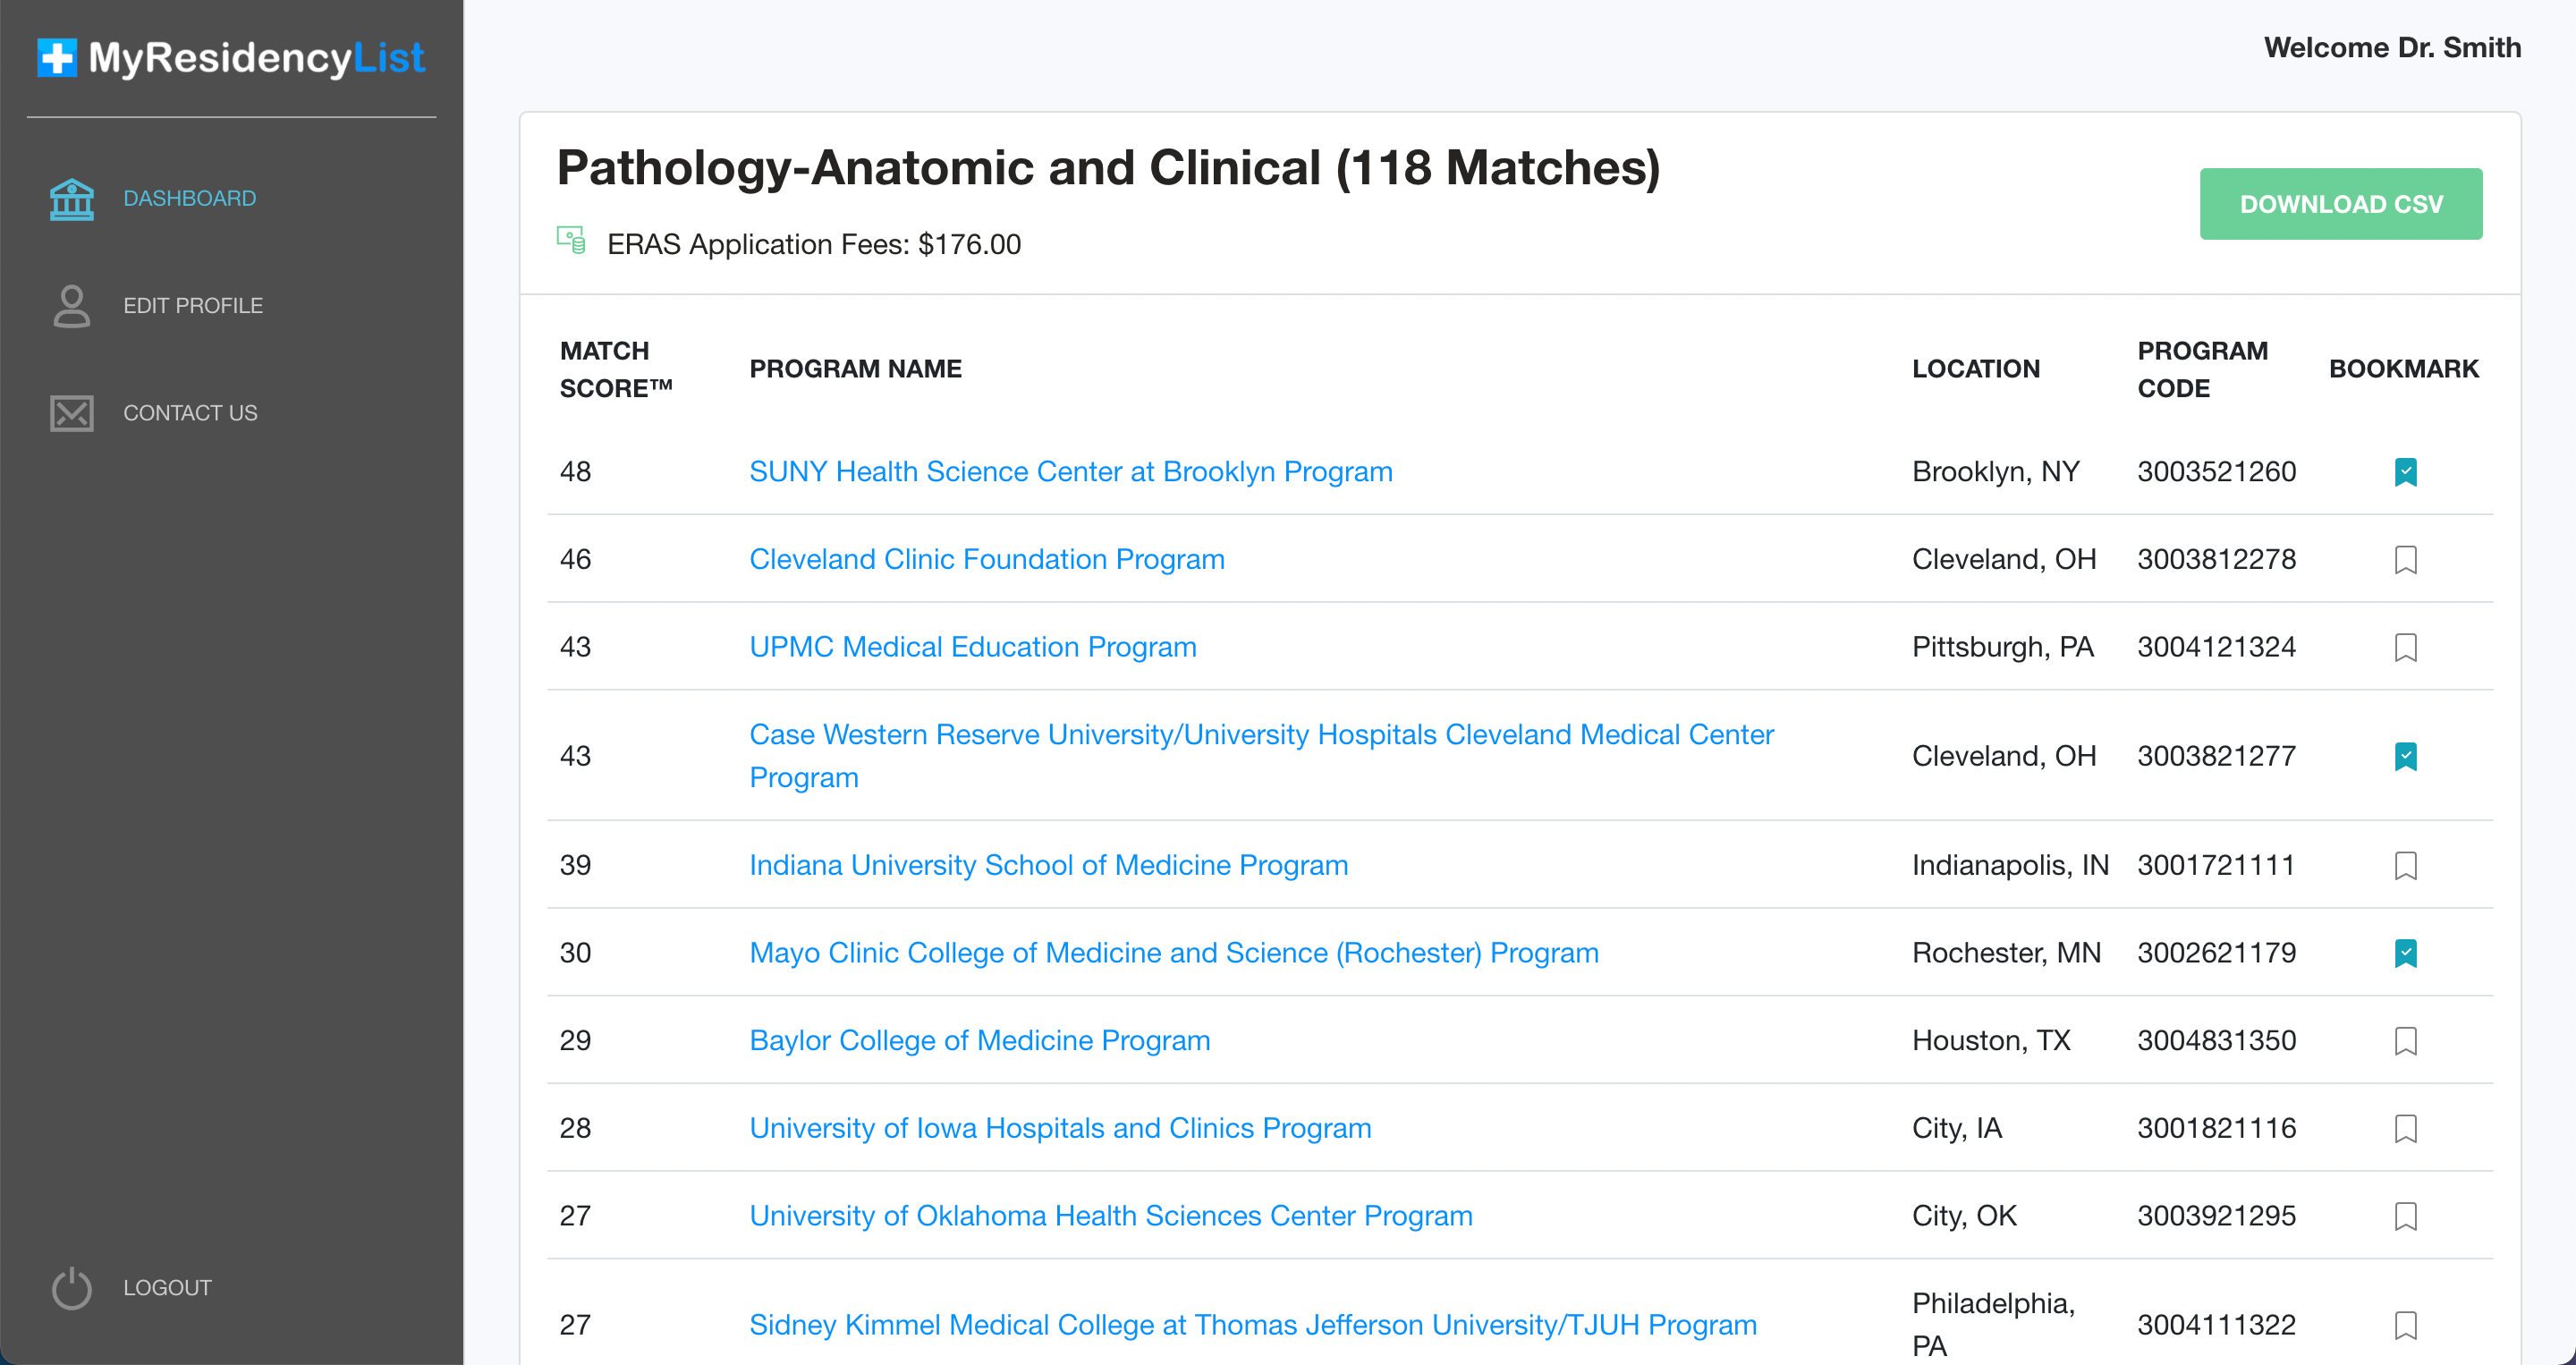 MyResidencyList
Welcome Dr. Smith
DASHBOARD
EDIT PROFILE
CONTACT US
LOGOUT
Pathology-Anatomic and Clinical (118 Matches)
ERAS Application Fees: $176.00
DOWNLOAD CSV
MATCH SCORE™ PROGRAM NAME LOCATION PROGRAM CODE BOOKMARK
48 SUNY Health Science Center at Brooklyn Program Brooklyn, NY 3003521260
46 Cleveland Clinic Foundation Program Cleveland, OH 3003812278
43 UPMC Medical Education Program Pittsburgh, PA 3004121324
43 Case Western Reserve University/University Hospitals Cleveland Medical Center Program Cleveland, OH 3003821277
39 Indiana University School of Medicine Program Indianapolis, IN 3001721111
30 Mayo Clinic College of Medicine and Science (Rochester) Program Rochester, MN 3002621179
29 Baylor College of Medicine Program Houston, TX 3004831350
28 University of Iowa Hospitals and Clinics Program City, IA 3001821116
27 University of Oklahoma Health Sciences Center Program City, OK 3003921295
27 Sidney Kimmel Medical College at Thomas Jefferson University/TJUH Program Philadelphia, PA 3004111322